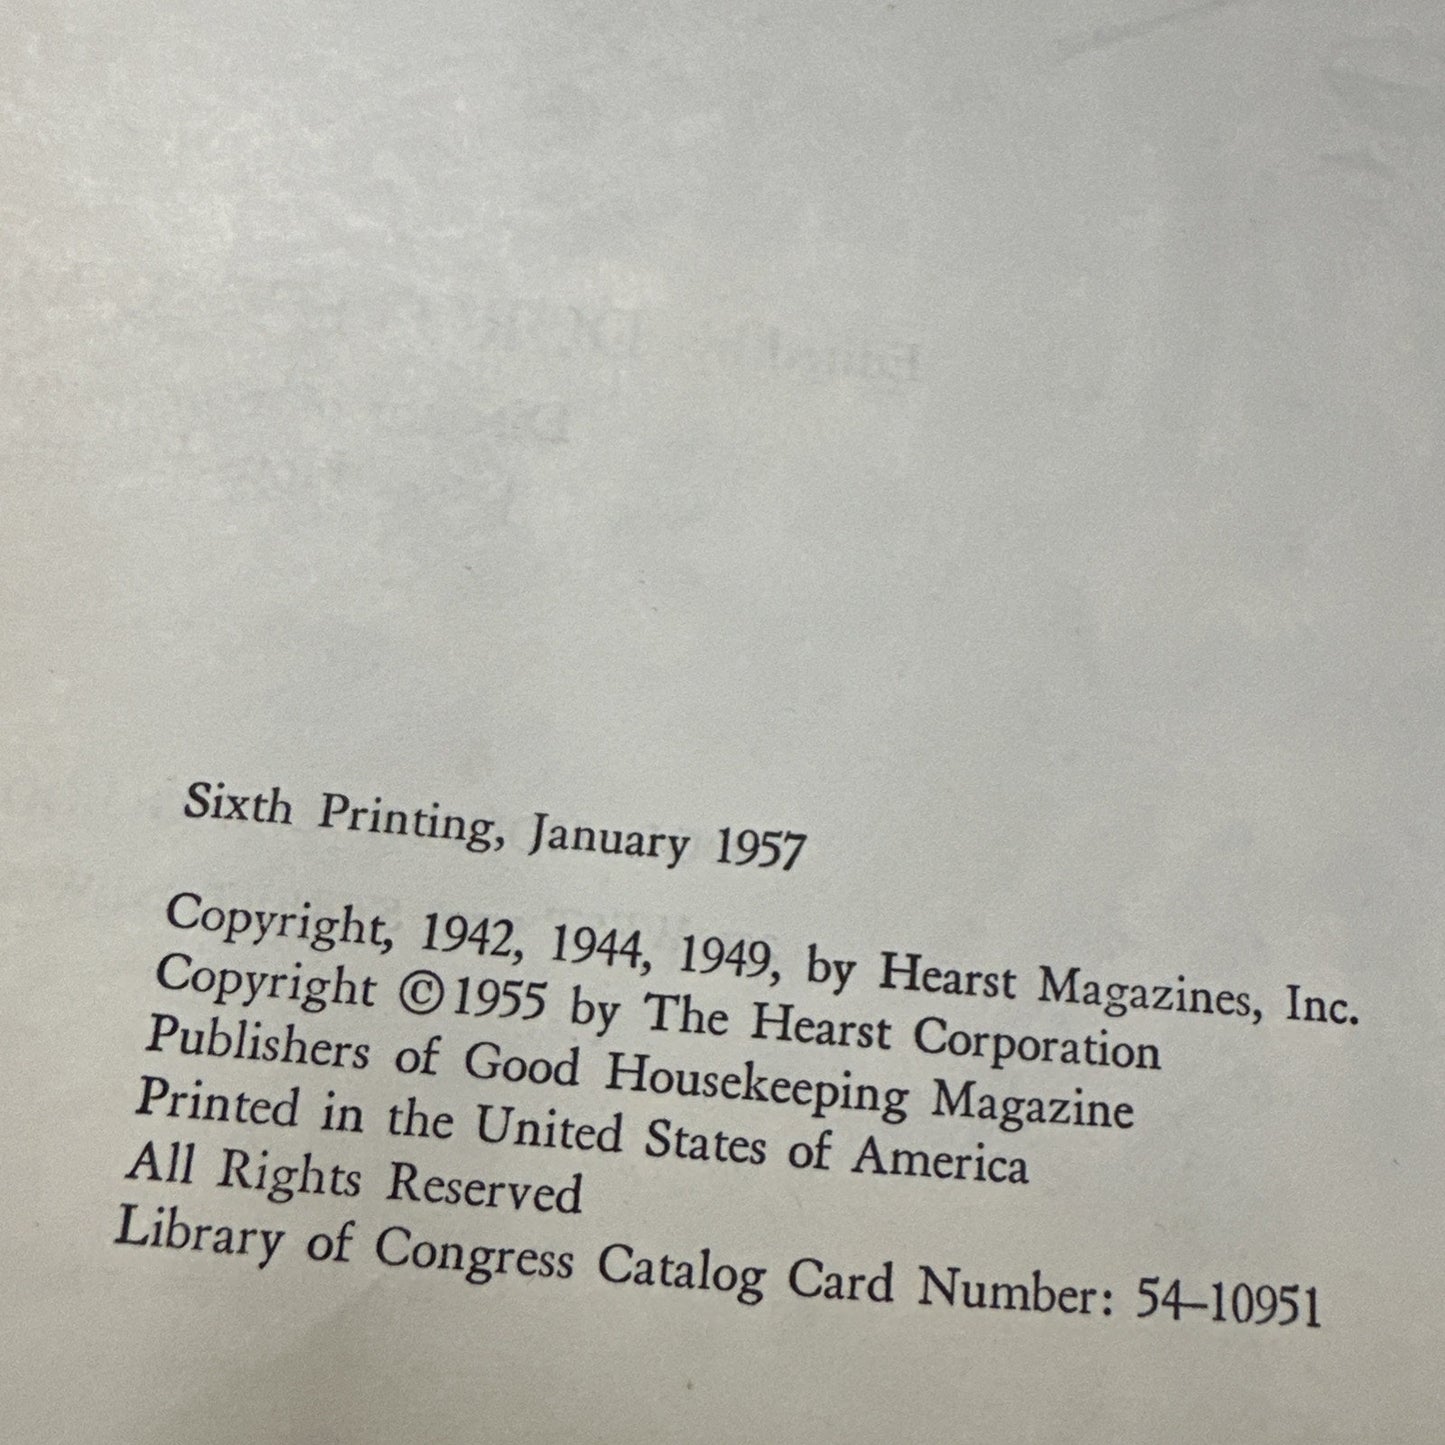 Sixth Printing, January 1957
Copyright, 1942, 1944, 1949, by Hearst Magazines, Inc.
Copyright ©1955 by The Hearst Corporation
Publishers of Good Housekeeping Magazine
Printed in the United States of America
All Rights Reserved
Library of Congress Catalog Card Number: 54–10951